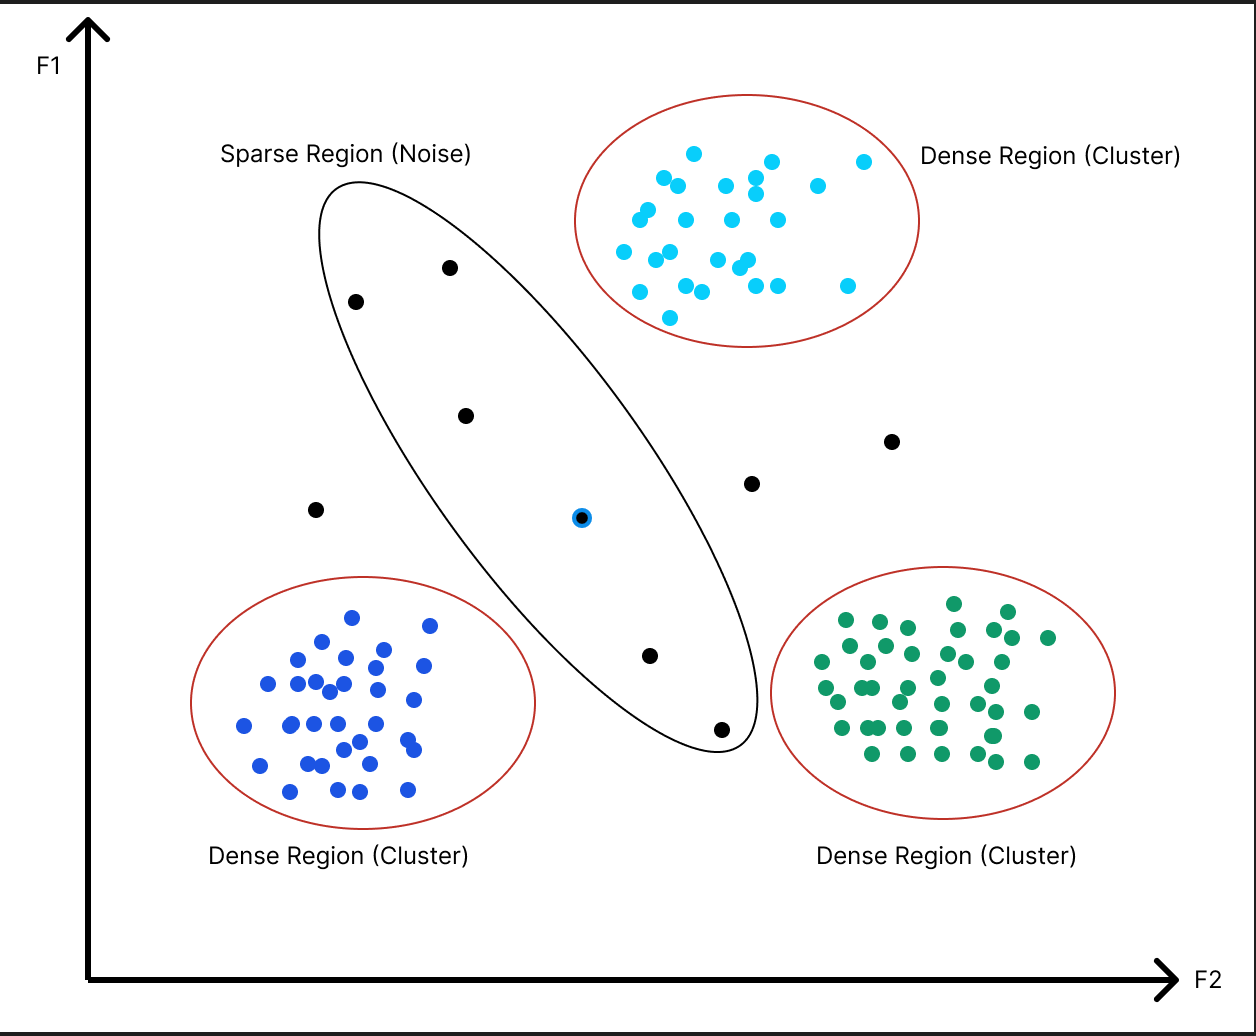 F1
Sparse Region (Noise)
Dense Region (Cluster)
Dense Region (Cluster)
Dense Region (Cluster)
F2